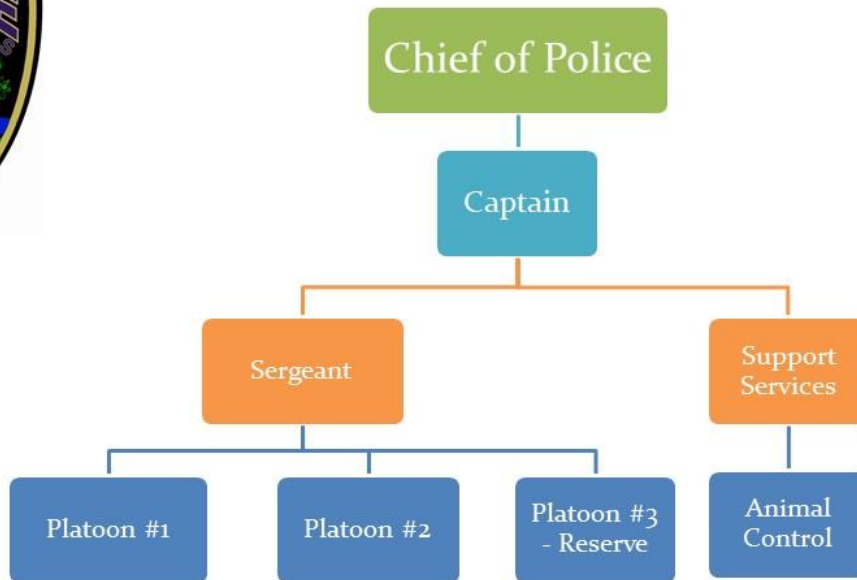 Chief of Police
Captain
Sergeant
Support
Services
Platoon #1
Platoon #2
Platoon #3
- Reserve
Animal
Control